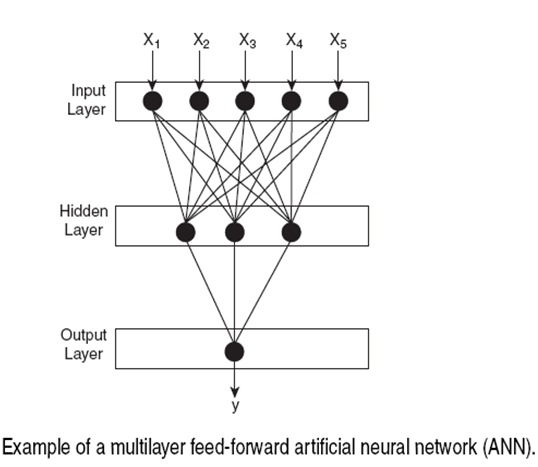 X1 X2 X3 X4 X5
Input
Layer
Hidden
Layer
Output
Layer
y
Example of a multilayer feed-forward artificial neural network (ANN).